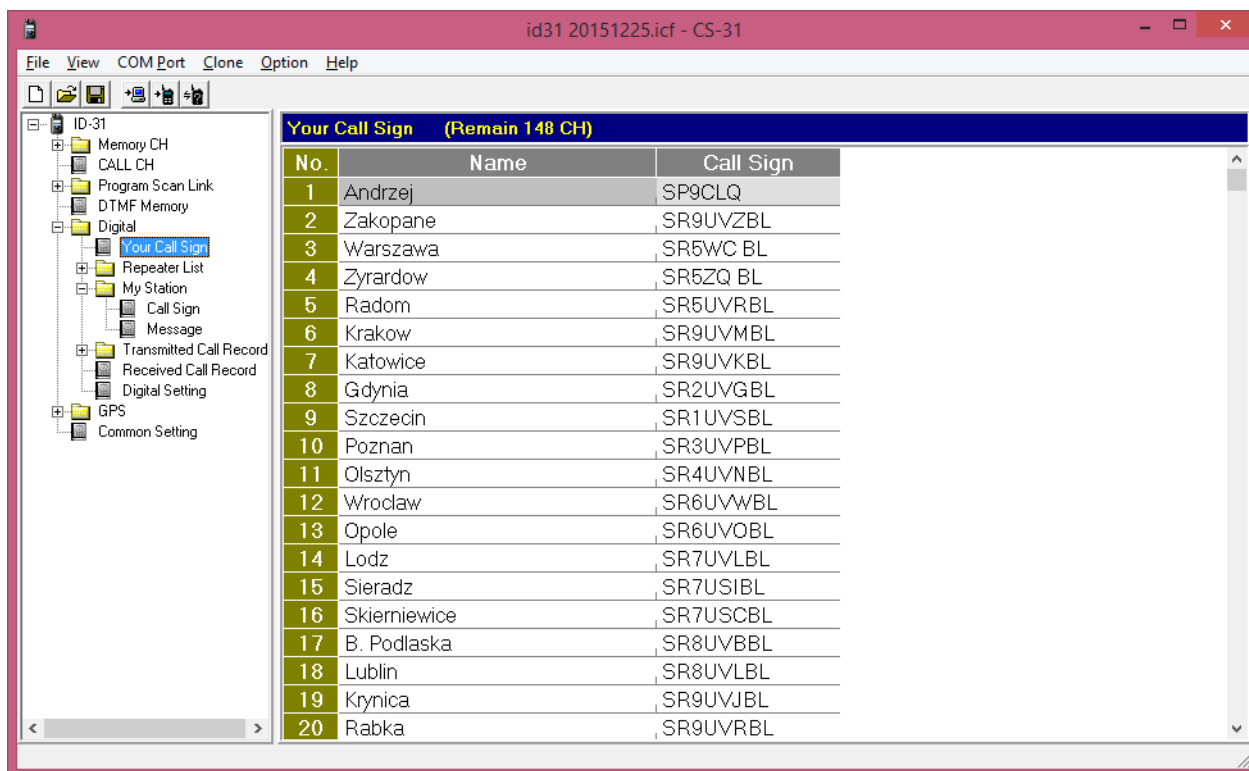 id31 20151225.icf - CS-31
File View COM Port Clone Option Help
ID-31
Memory CH
CALL CH
Program Scan Link
DTMF Memory
Digital
Your Call Sign
Repeater List
My Station
Call Sign
Message
Transmitted Call Record
Received Call Record
Digital Setting
GPS
Common Setting
Your Call Sign (Remain 148 CH)
No. Name Call Sign
1 Andrzej SP9CLQ
2 Zakopane SR9UVZBL
3 Warszawa SR5WC BL
4 Zyrardow SR5ZQ BL
5 Radom SR5UVRBL
6 Krakow SR9UVMBL
7 Katowice SR9UVKBL
8 Gdynia SR2UVGBL
9 Szczecin SR1UVSBL
10 Poznan SR3UVPBL
11 Olsztyn SR4UVNBL
12 Wroclaw SR6UVWBL
13 Opole SR6UVOBL
14 Lodz SR7UVLBL
15 Sieradz SR7USIBL
16 Skierniewice SR7USCBL
17 B. Podlaska SR8UVBBL
18 Lublin SR8UVLBL
19 Krynica SR9UVJBL
20 Rabka SR9UVRBL